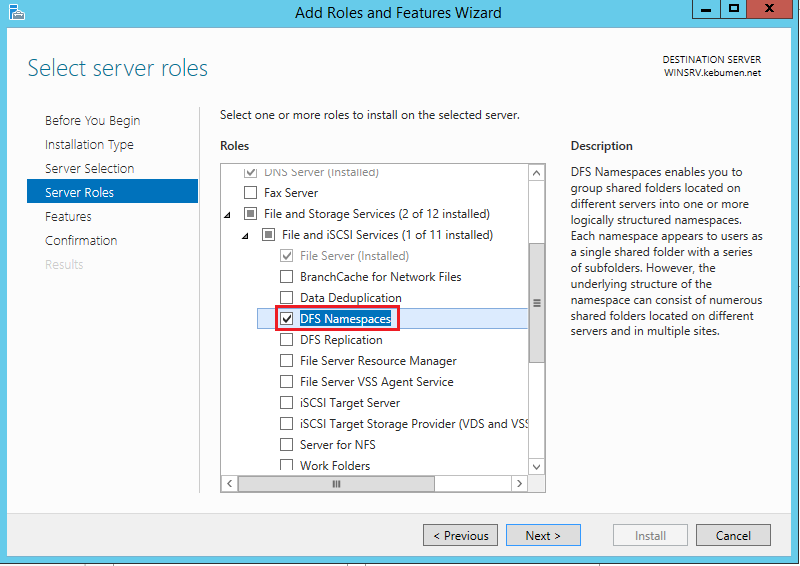 Add Roles and Features Wizard
Select server roles
DESTINATION SERVER
WINSRV.kebumen.net
Before You Begin
Installation Type
Server Selection
Server Roles
Features
Confirmation
Results
Select one or more roles to install on the selected server.
Roles
DNS Server (Installed)
Fax Server
File and Storage Services (2 of 12 installed)
File and iSCSI Services (1 of 11 installed)
File Server (Installed)
BranchCache for Network Files
Data Deduplication
DFS Namespaces
DFS Replication
File Server Resource Manager
File Server VSS Agent Service
iSCSI Target Server
iSCSI Target Storage Provider (VDS and VSS
Server for NFS
Work Folders
Description
DFS Namespaces enables you to
group shared folders located on
different servers into one or more
logically structured namespaces.
Each namespace appears to users as
a single shared folder with a series
of subfolders. However, the
underlying structure of the
namespace can consist of numerous
shared folders located on different
servers and in multiple sites.
< Previous
Next >
Install
Cancel